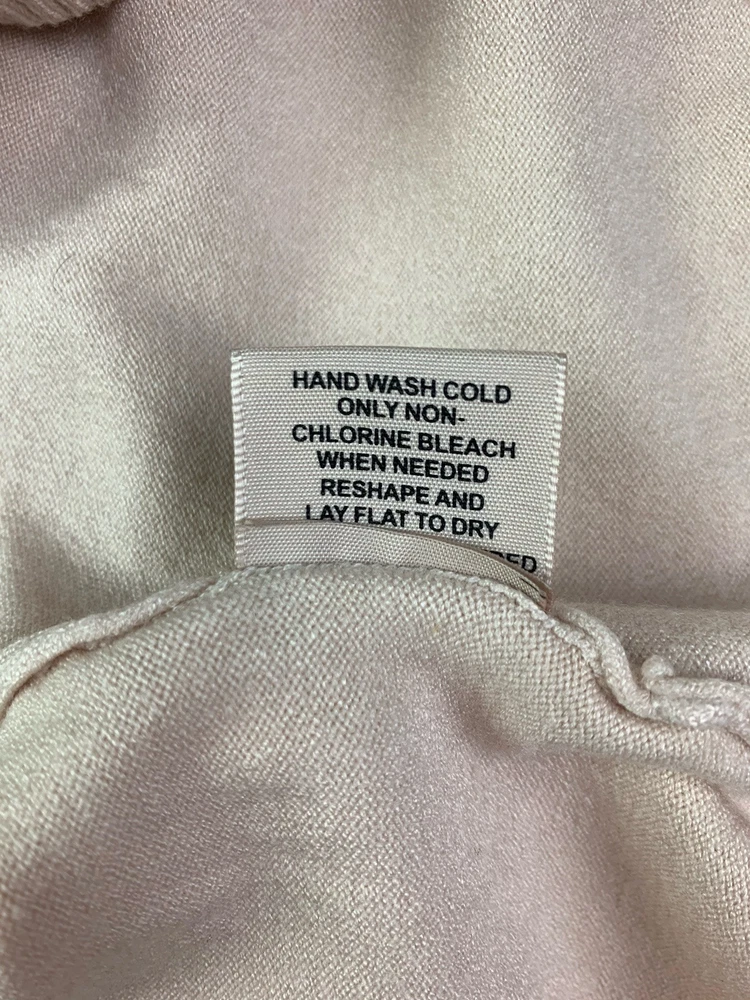 HAND WASH COLD
ONLY NON-
CHLORINE BLEACH
WHEN NEEDED
RESHAPE AND
LAY FLAT TO DRY